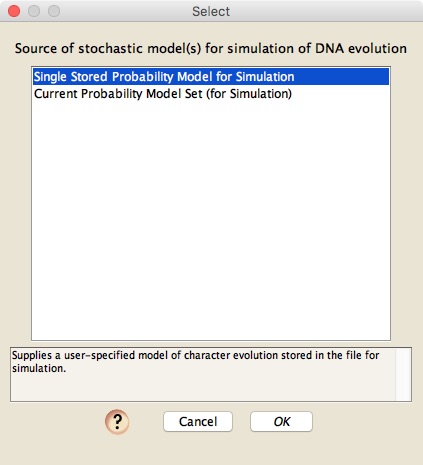 Select
Source of stochastic model(s) for simulation of DNA evolution
Single Stored Probability Model for Simulation
Current Probability Model Set (for Simulation)
Supplies a user-specified model of character evolution stored in the file for
simulation.
?
Cancel
OK